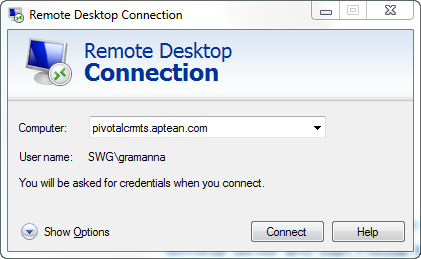 Remote Desktop Connection
Remote Desktop
Connection
Computer: pivotalcmts.aptean.com
User name: SWG\gramanna
You will be asked for credentials when you connect.
Show Options Connect Help